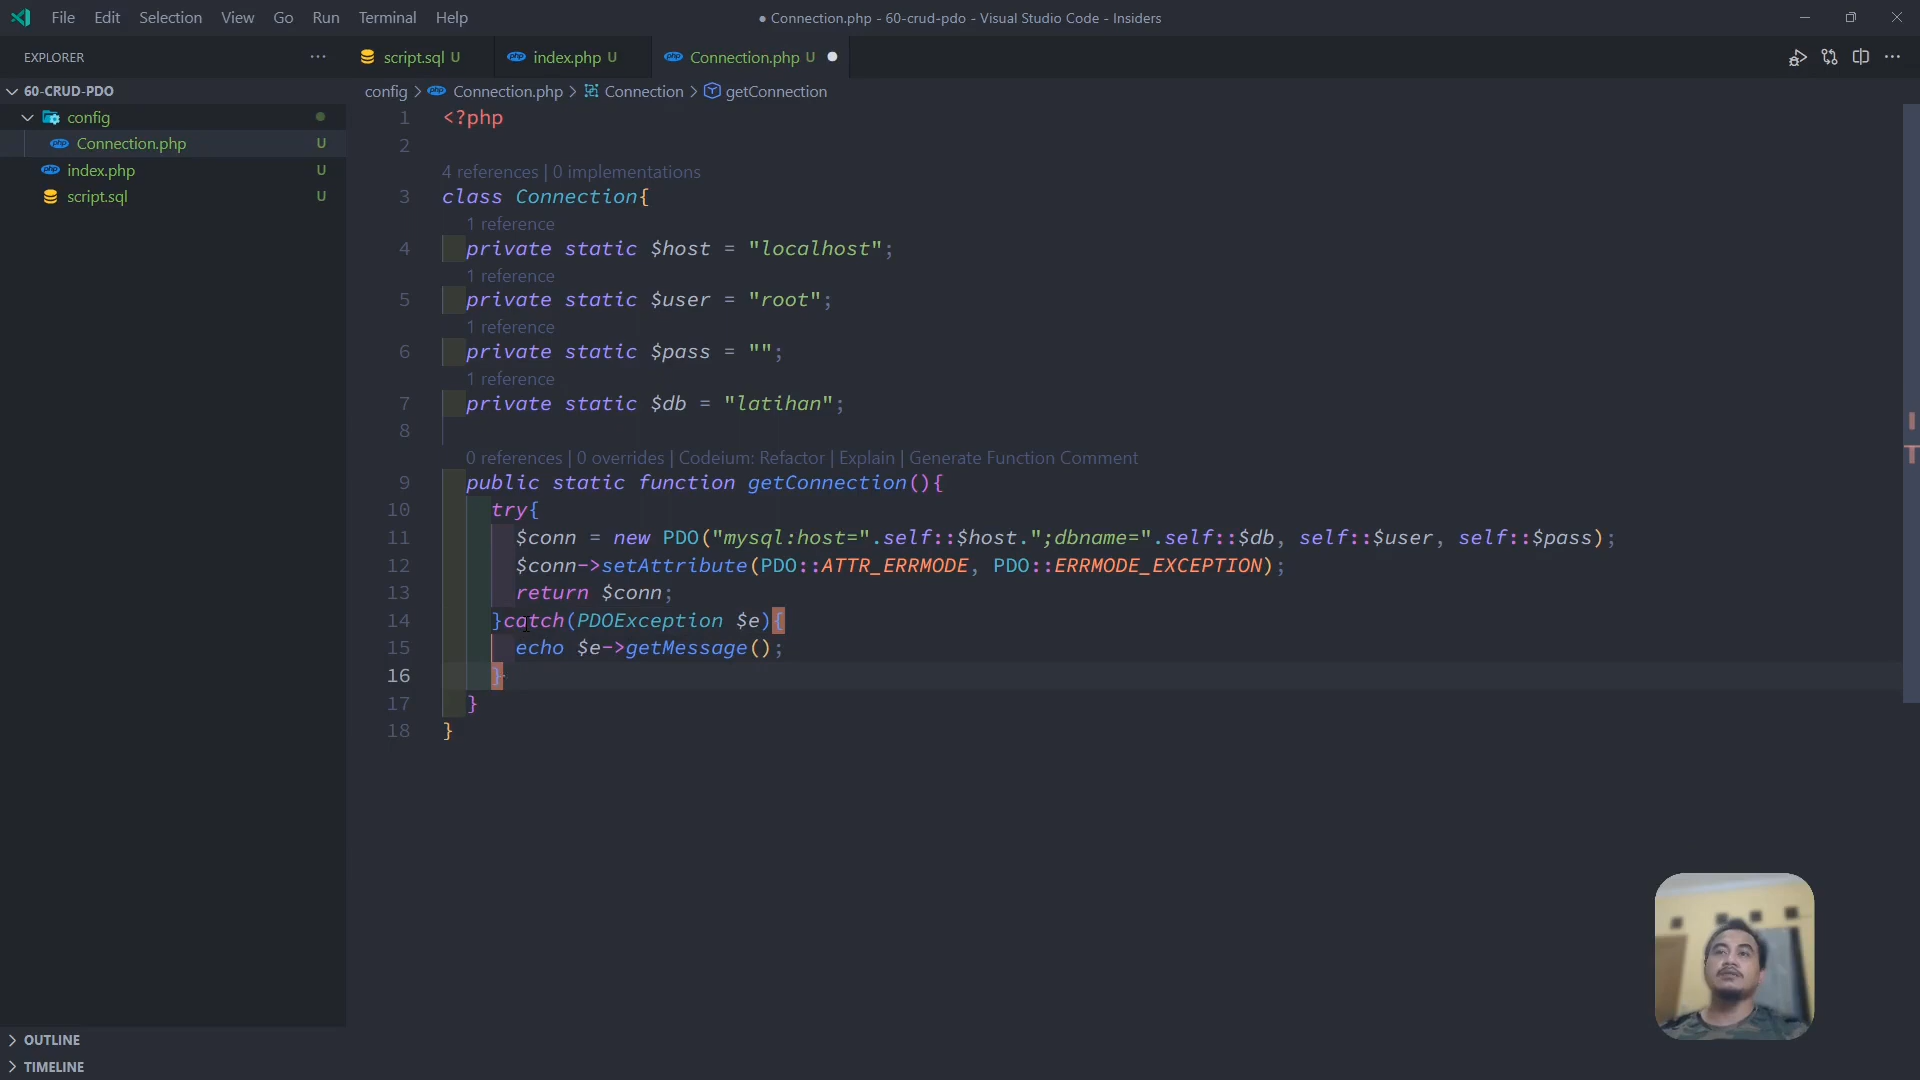 File Edit Selection View Go Run Terminal Help
● Connection.php - 60-crud-pdo - Visual Studio Code - Insiders
EXPLORER
script.sql U
index.php U
Connection.php U
60-CRUD-PDO
config
Connection.php U
index.php U
script.sql U
config > Connection.php > Connection > getConnection
1 <?php
2
4 references | 0 implementations
3 class Connection{
1 reference
4 private static $host = "localhost";
1 reference
5 private static $user = "root";
1 reference
6 private static $pass = "";
1 reference
7 private static $db = "latihan";
8
0 references | 0 overrides | Codeium: Refactor | Explain | Generate Function Comment
9 public static function getConnection(){
10 try{
11 $conn = new PDO("mysql:host=".self::$host.";dbname=".self::$db, self::$user, self::$pass);
12 $conn->setAttribute(PDO::ATTR_ERRMODE, PDO::ERRMODE_EXCEPTION);
13 return $conn;
14 }catch(PDOException $e){
15 echo $e->getMessage();
16 }
17 }
18 }
OUTLINE
TIMELINE